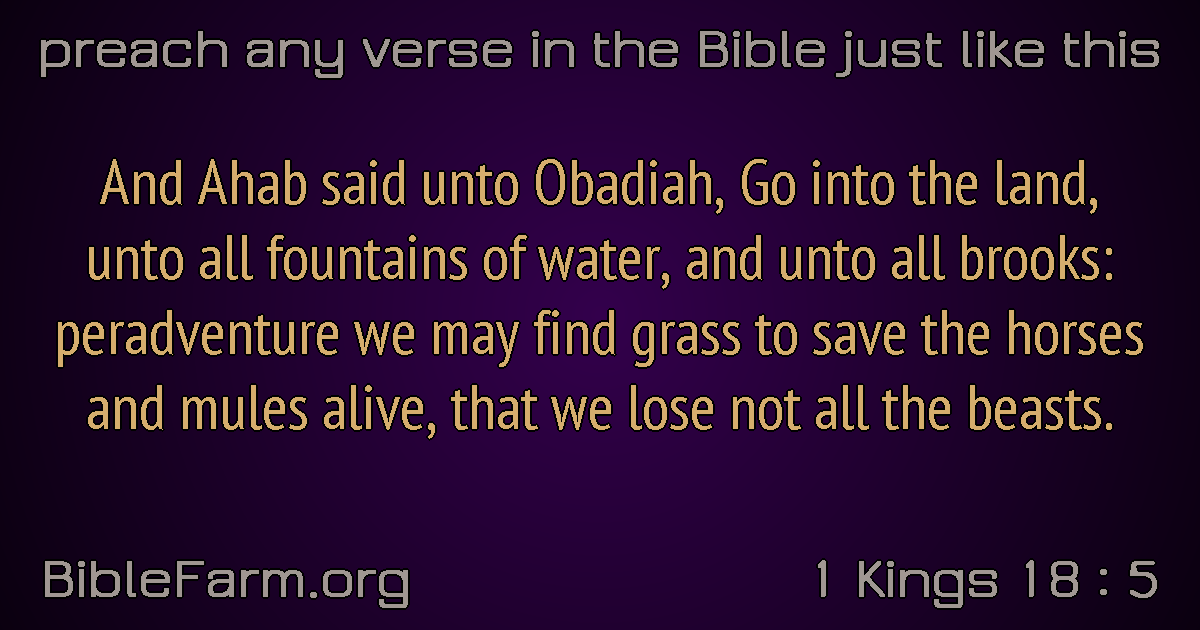 preach any verse in the Bible just like this
And Ahab said unto Obadiah, Go into the land,
unto all fountains of water, and unto all brooks:
peradventure we may find grass to save the horses
and mules alive, that we lose not all the beasts.
BibleFarm.org
1 Kings 18 : 5